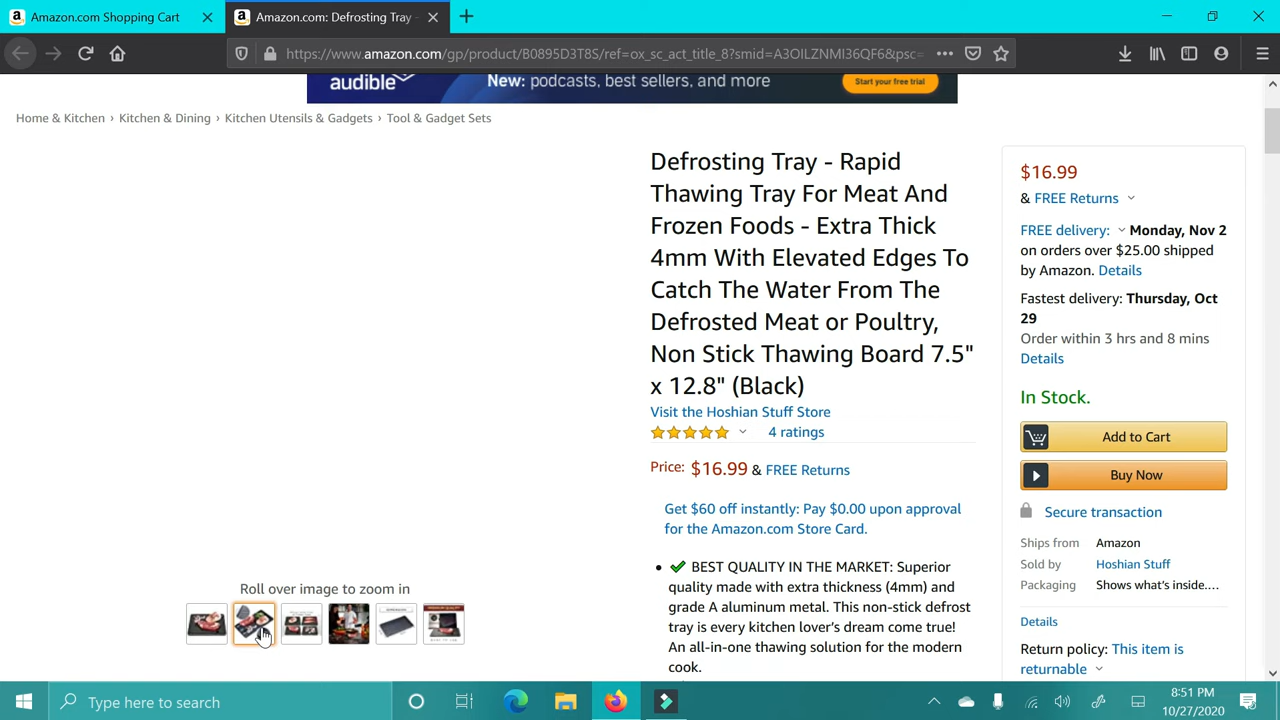 Amazon.com Shopping Cart
Amazon.com: Defrosting Tray -
https://www.amazon.com/gp/product/B0895D3T8S/ref=ox_sc_act_title_8?smid=A3OILZNMI36QF6&psc=
audible
New: podcasts, best sellers, and more
Start your free trial
Home & Kitchen › Kitchen & Dining › Kitchen Utensils & Gadgets › Tool & Gadget Sets
Defrosting Tray - Rapid
Thawing Tray For Meat And
Frozen Foods - Extra Thick
4mm With Elevated Edges To
Catch The Water From The
Defrosted Meat or Poultry,
Non Stick Thawing Board 7.5"
x 12.8" (Black)
Visit the Hoshian Stuff Store
4 ratings
Price: $16.99 & FREE Returns
Get $60 off instantly: Pay $0.00 upon approval
for the Amazon.com Store Card.
• ✔ BEST QUALITY IN THE MARKET: Superior
quality made with extra thickness (4mm) and
grade A aluminum metal. This non-stick defrost
tray is every kitchen lover's dream come true!
An all-in-one thawing solution for the modern
cook.
Roll over image to zoom in
$16.99
& FREE Returns
FREE delivery: Monday, Nov 2
on orders over $25.00 shipped
by Amazon. Details
Fastest delivery: Thursday, Oct
29
Order within 3 hrs and 8 mins
Details
In Stock.
Add to Cart
Buy Now
Secure transaction
Ships from Amazon
Sold by Hoshian Stuff
Packaging Shows what's inside....
Details
Return policy: This item is
returnable
Type here to search
8:51 PM
10/27/2020